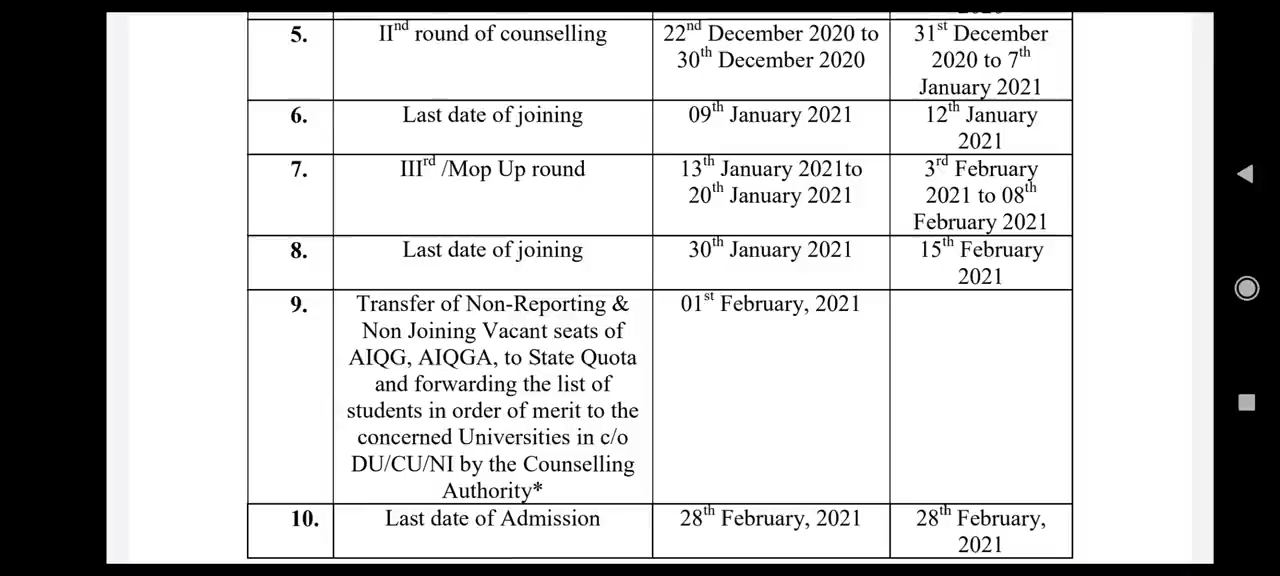 2020
5. IInd round of counselling 22nd December 2020 to 31st December
30th December 2020 2020 to 7th
January 2021
6. Last date of joining 09th January 2021 12th January
2021
7. IIIrd /Mop Up round 13th January 2021to 3rd February
20th January 2021 2021 to 08th
February 2021
8. Last date of joining 30th January 2021 15th February
2021
9. Transfer of Non-Reporting & 01st February, 2021
Non Joining Vacant seats of
AIQG, AIQGA, to State Quota
and forwarding the list of
students in order of merit to the
concerned Universities in c/o
DU/CU/NI by the Counselling
Authority*
10. Last date of Admission 28th February, 2021 28th February,
2021